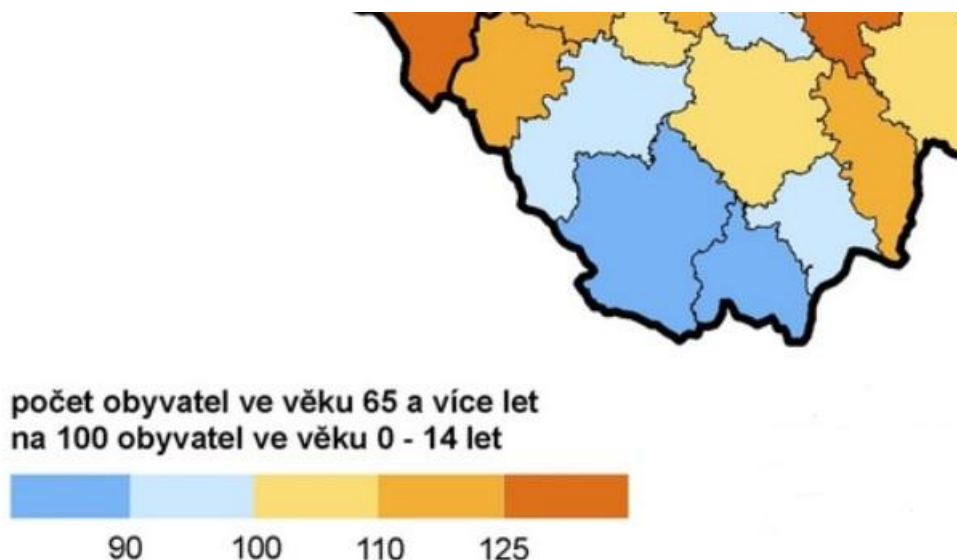 počet obyvatel ve věku 65 a více let
na 100 obyvatel ve věku 0 - 14 let
90 100 110 125